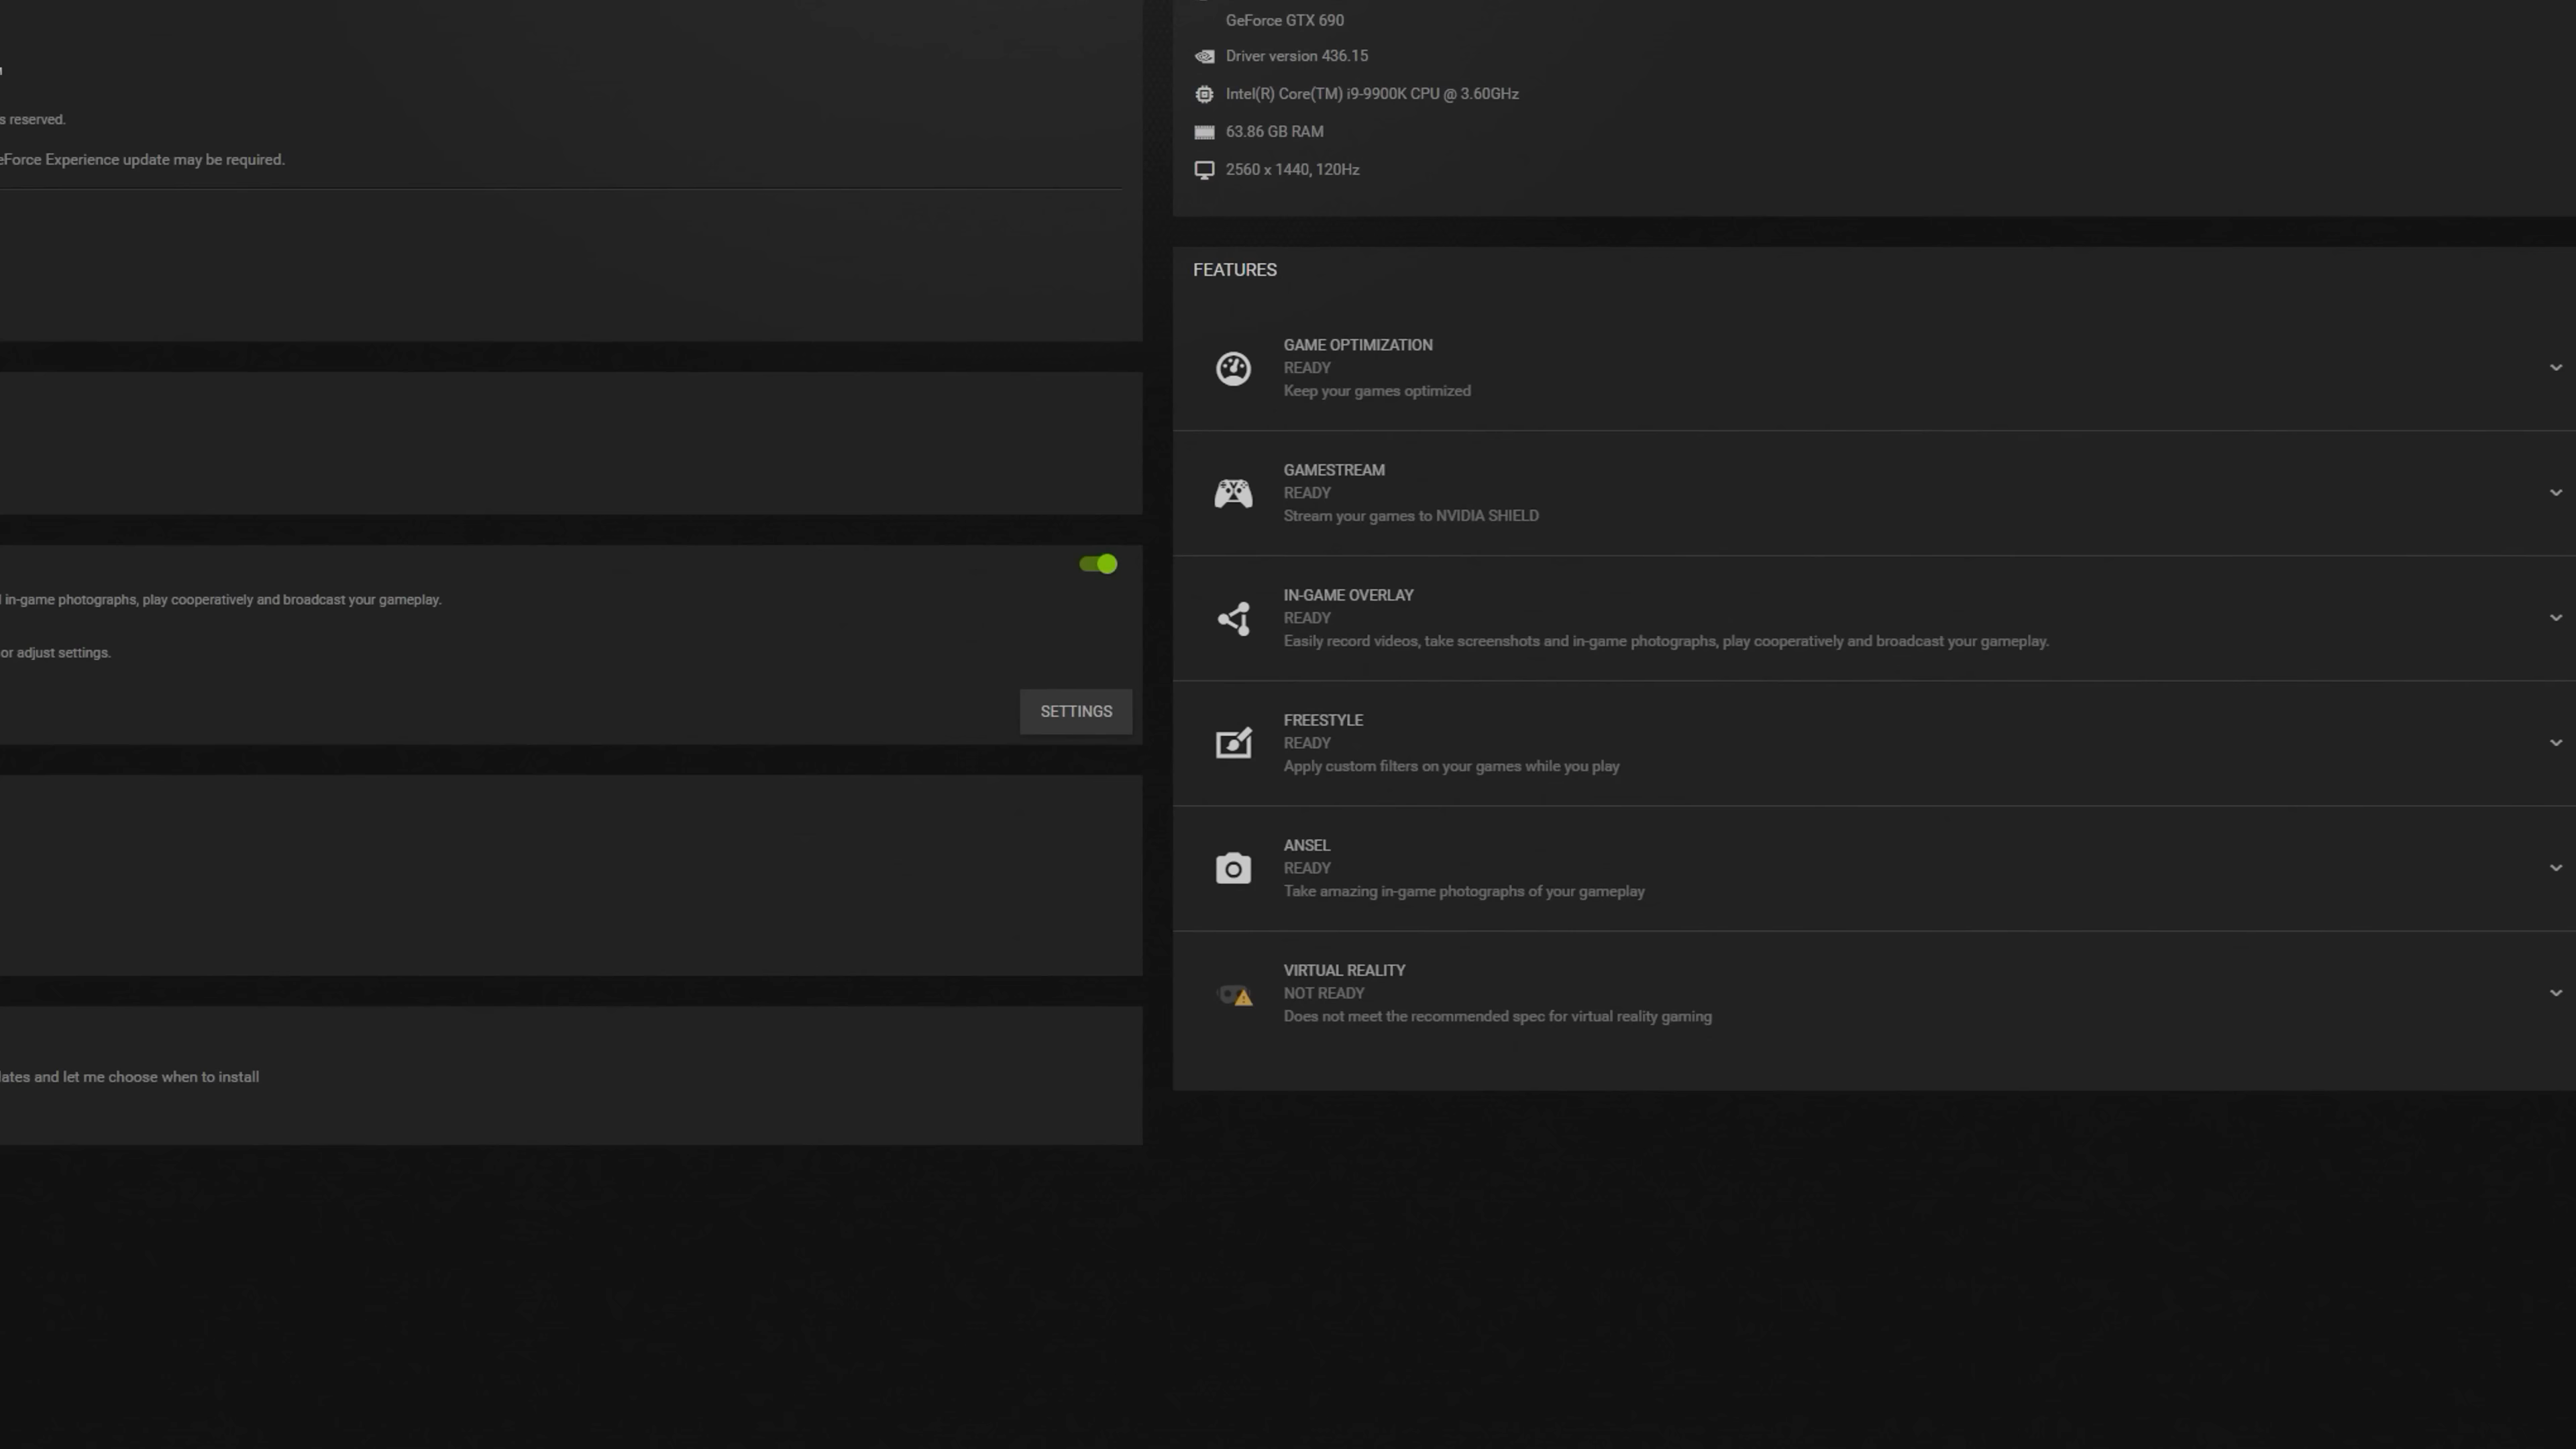 s reserved.
eForce Experience update may be required.
in-game photographs, play cooperatively and broadcast your gameplay.
or adjust settings.
SETTINGS
and let me choose when to install
GeForce GTX 690
Driver version 436.15
Intel(R) Core(TM) i9-9900K CPU @ 3.60GHz
63.86 GB RAM
2560 x 1440, 120Hz
FEATURES
GAME OPTIMIZATION
READY
Keep your games optimized
GAMESTREAM
READY
Stream your games to NVIDIA SHIELD
IN-GAME OVERLAY
READY
Easily record videos, take screenshots and in-game photographs, play cooperatively and broadcast your gameplay.
FREESTYLE
READY
Apply custom filters on your games while you play
ANSEL
READY
Take amazing in-game photographs of your gameplay
VIRTUAL REALITY
NOT READY
Does not meet the recommended spec for virtual reality gaming